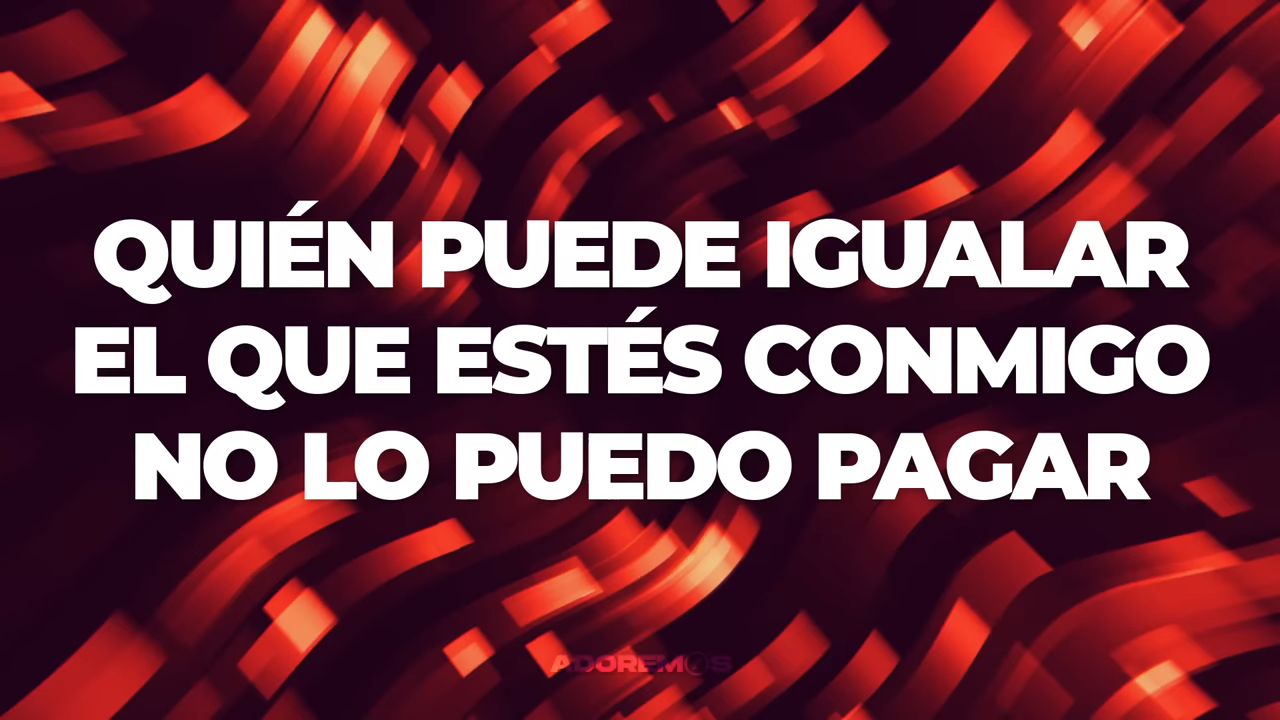 QUIÉN PUEDE IGUALAR
EL QUE ESTÉS CONMIGO
NO LO PUEDO PAGAR
ADOREMOS